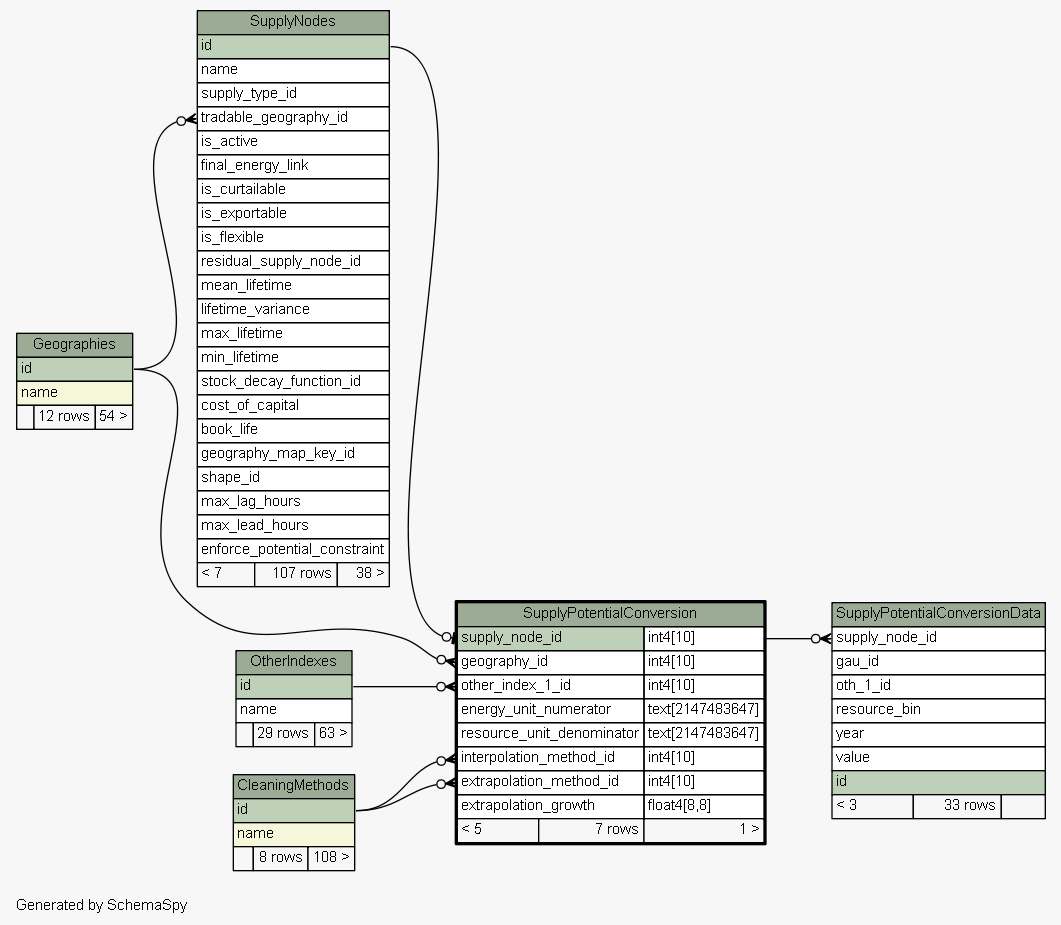 SupplyNodes
id
name
supply_type_id
tradable_geography_id
is_active
final_energy_link
is_curtailable
is_exportable
is_flexible
residual_supply_node_id
mean_lifetime
lifetime_variance
max_lifetime
min_lifetime
stock_decay_function_id
cost_of_capital
book_life
geography_map_key_id
shape_id
max_lag_hours
max_lead_hours
enforce_potential_constraint
< 7 107 rows 38 >
Geographies
id
name
12 rows 54 >
OtherIndexes
id
name
29 rows 63 >
CleaningMethods
id
name
8 rows 108 >
SupplyPotentialConversion
supply_node_id int4[10]
geography_id int4[10]
other_index_1_id int4[10]
energy_unit_numerator text[2147483647]
resource_unit_denominator text[2147483647]
interpolation_method_id int4[10]
extrapolation_method_id int4[10]
extrapolation_growth float4[8,8]
< 5 7 rows 1 >
SupplyPotentialConversionData
supply_node_id
gau_id
oth_1_id
resource_bin
year
value
id
< 3 33 rows
Generated by SchemaSpy